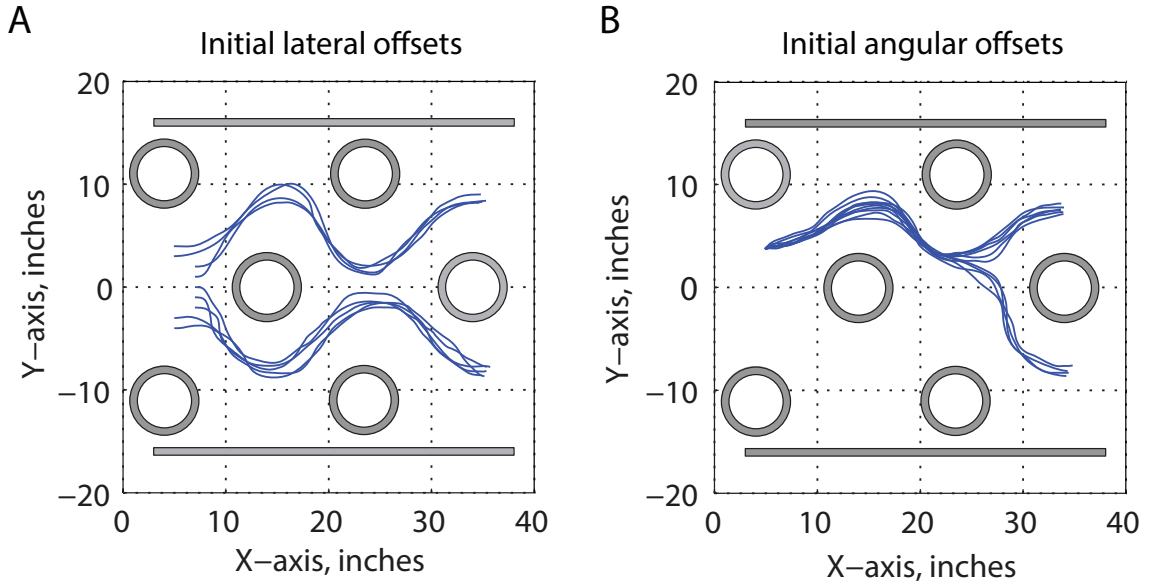 A
Initial lateral offsets
20
10
0
−10
−20
0
10
20
30
40
Y−axis, inches
X−axis, inches
B
Initial angular offsets
20
10
0
−10
−20
0
10
20
30
40
Y−axis, inches
X−axis, inches